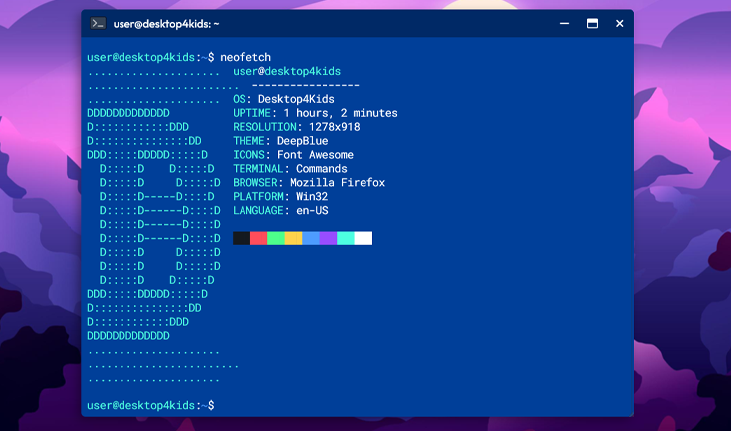 user@desktop4kids: ~
user@desktop4kids:~$ neofetch
..................... user@desktop4kids
........................ -----------------
..................... OS: Desktop4Kids
DDDDDDDDDDDDD UPTIME: 1 hours, 2 minutes
D::::::::::::DDD RESOLUTION: 1278x918
D:::::::::::::::DD THEME: DeepBlue
DDD:::::DDDDD:::::D ICONS: Font Awesome
D:::::D    D:::::D TERMINAL: Commands
D:::::D     D:::::D BROWSER: Mozilla Firefox
D:::::D-----D::::D PLATFORM: Win32
D:::::D------D::::D LANGUAGE: en-US
D:::::D------D::::D
D:::::D------D::::D
D:::::D     D::::D
D:::::D     D:::::D
D:::::D    D:::::D
DDD:::::DDDDD:::::D
D:::::::::::::::DD
D::::::::::::DDD
DDDDDDDDDDDDD
.....................
........................
.....................
user@desktop4kids:~$